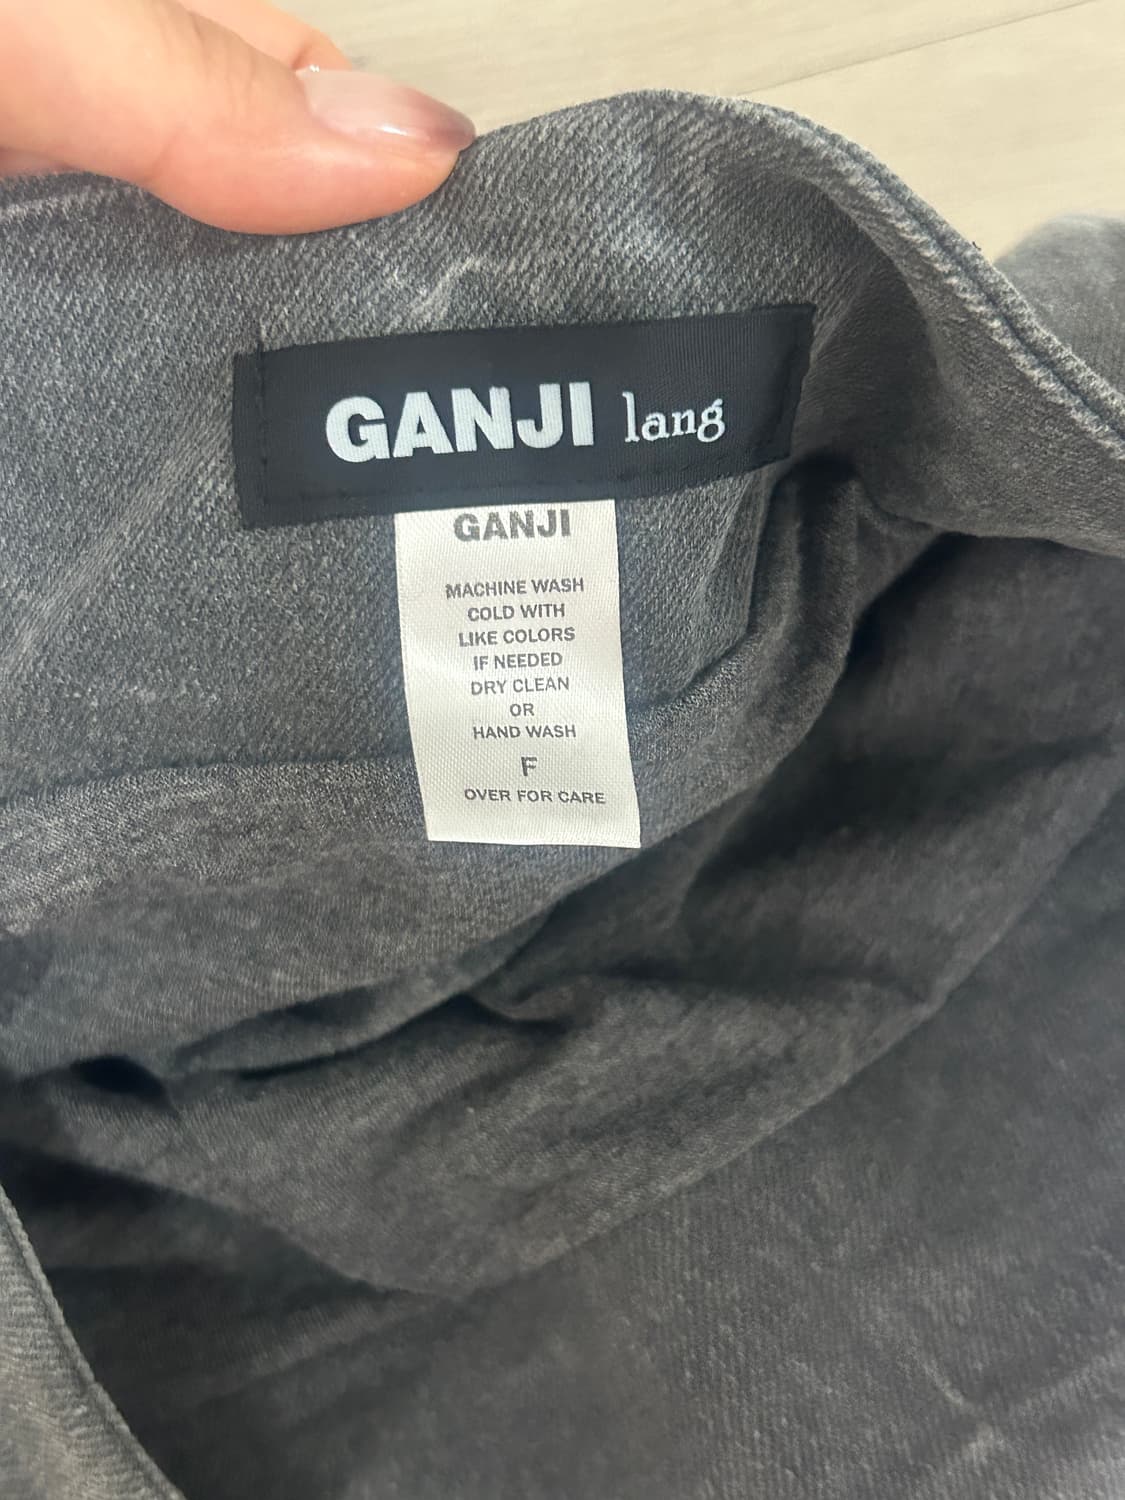 GANJI lang
GANJI
MACHINE WASH
COLD WITH
LIKE COLORS
IF NEEDED
DRY CLEAN
OR
HAND WASH
F
OVER FOR CARE